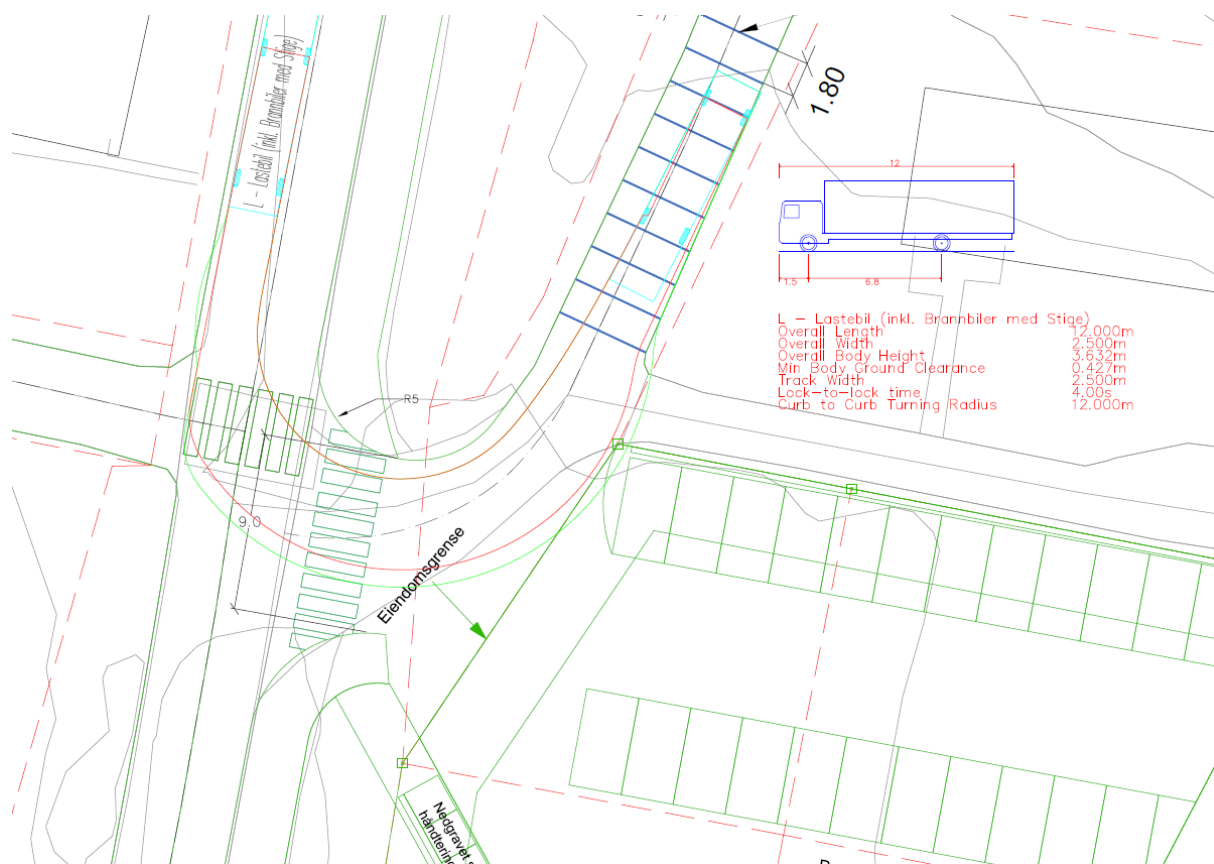 L - Lastebil (inkl. Brannbiler med Stige)
1.80
12
1.5
6.8
L - Lastebil (inkl. Brannbiler med Stige)
Overall Length 12.000m
Overall Width 2.500m
Overall Body Height 3.632m
Min Body Ground Clearance 0.427m
Track Width 2.500m
Lock-to-lock time 4.00s
Curb to Curb Turning Radius 12.000m
R5
9.0
Eiendomsgrense
Nedgravet
håndtering